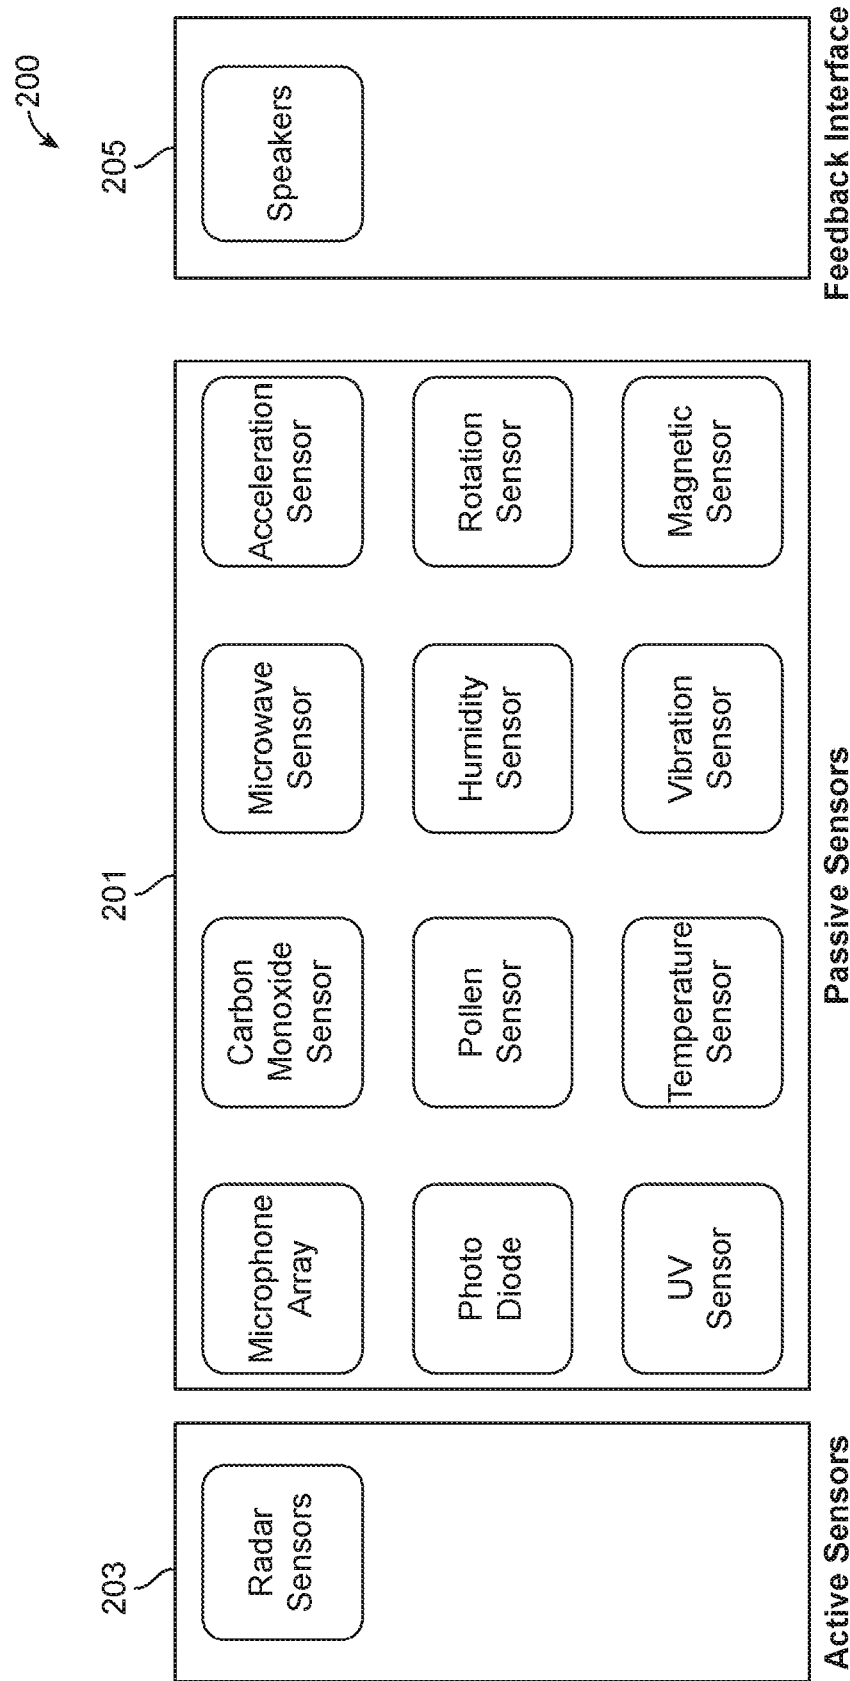 200
203
Radar
Sensors
Active Sensors
201
Microphone
Array
Carbon
Monoxide
Sensor
Microwave
Sensor
Acceleration
Sensor
Photo
Diode
Pollen
Sensor
Humidity
Sensor
Rotation
Sensor
UV
Sensor
Temperature
Sensor
Vibration
Sensor
Magnetic
Sensor
Passive Sensors
205
Speakers
Feedback Interface